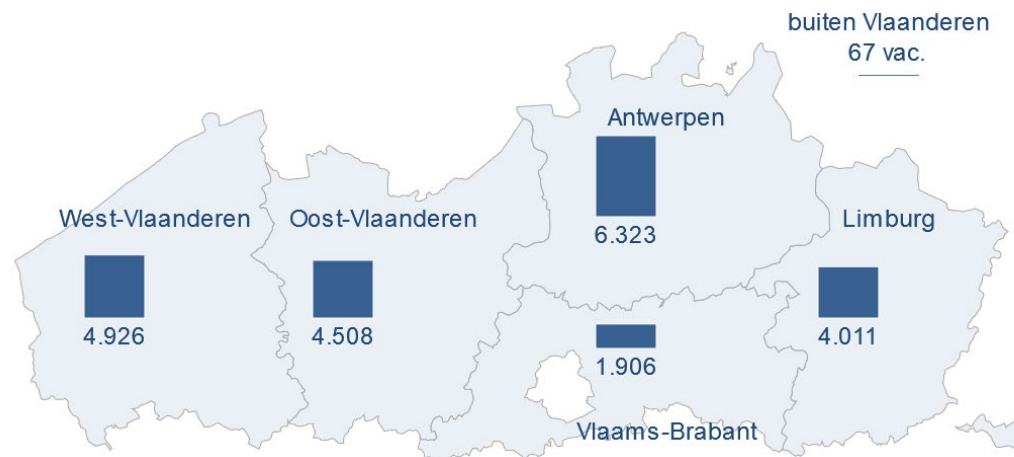 buiten Vlaanderen
67 vac.
Antwerpen
6.323
West-Vlaanderen
4.926
Oost-Vlaanderen
4.508
Limburg
4.011
1.906
Vlaams-Brabant